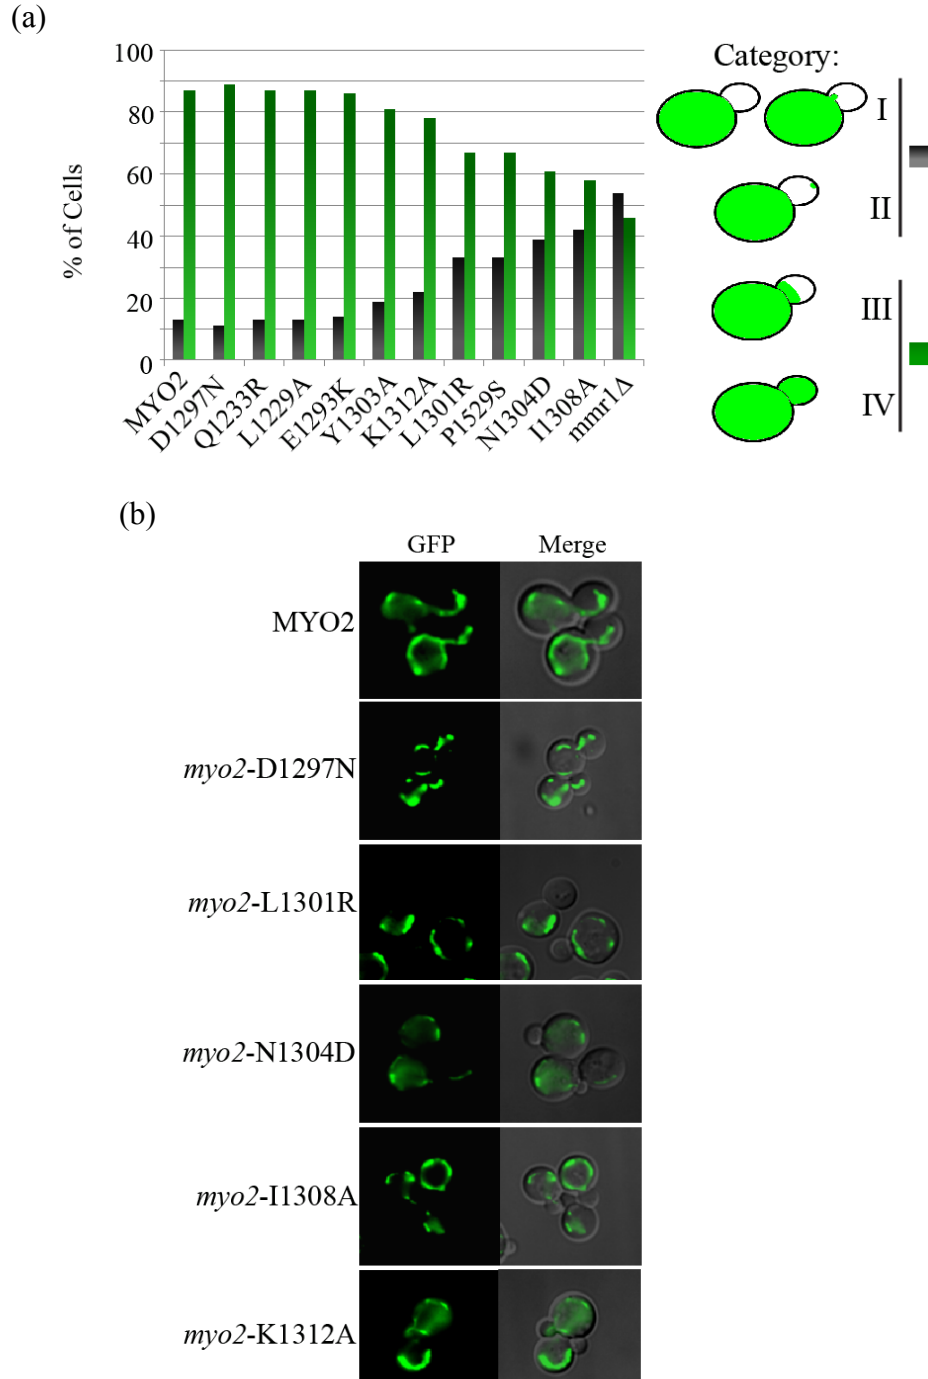 (a)
Category:
100
80
60
40
20
0
% of Cells
MYO2
D1297N
Q1233R
L1229A
E1293K
Y1303A
K1312A
L1301R
P1529S
N1304D
I1308A
mmr1Δ
I
II
III
IV
(b)
GFP Merge
MYO2
myo2-D1297N
myo2-L1301R
myo2-N1304D
myo2-I1308A
myo2-K1312A